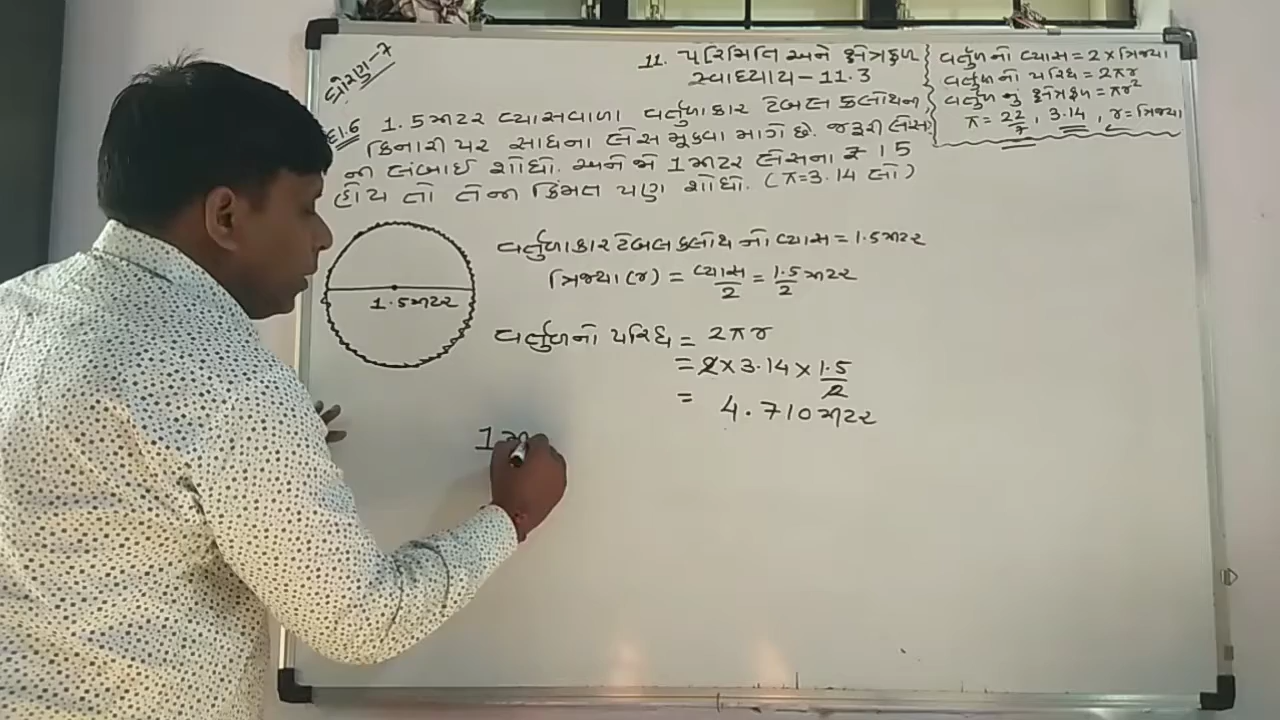 ધોરણ-7
11. પરિમિતિ અને ક્ષેત્રફળ
સ્વાધ્યાય-11.3
વર્તુળનો વ્યાસ = 2 × ત્રિજ્યા
વર્તુળનો પરિઘ = 2πr
વર્તુળનું ક્ષેત્રફળ = πr²
π = 22/7, 3.14, r = ત્રિજ્યા
દા.6 1.5 મીટર વ્યાસવાળા વર્તુળાકાર ટેબલ ક્લોથની
કિનારી પર સાધના લેસ મૂકવા માગે છે. જરૂરી લેસ
ની લંબાઈ શોધો. અને જો 1 મીટર લેસના ₹ 15
હોય તો તેની કિંમત પણ શોધો. (π=3.14 લો)
1.5 મીટર
વર્તુળાકાર ટેબલ ક્લોથ નો વ્યાસ = 1.5 મીટર
ત્રિજ્યા (r) = વ્યાસ/2 = 1.5/2 મીટર
વર્તુળનો પરિઘ = 2πr
= 2 × 3.14 × 1.5/2
= 4.710 મીટર
1 મી